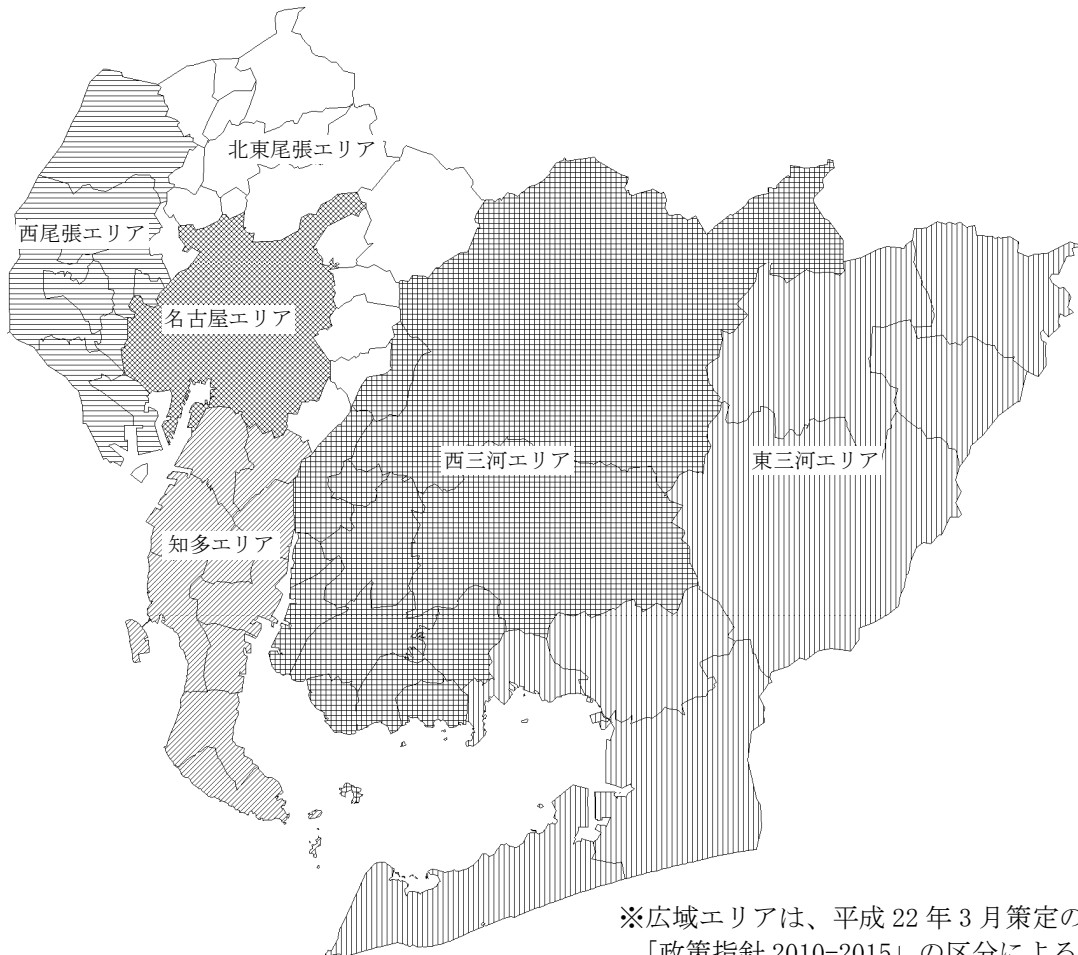 北東尾張エリア
西尾張エリア
名古屋エリア
西三河エリア
東三河エリア
知多エリア
※広域エリアは、平成 22 年 3 月策定の
「政策指針 2010-2015」の区分による